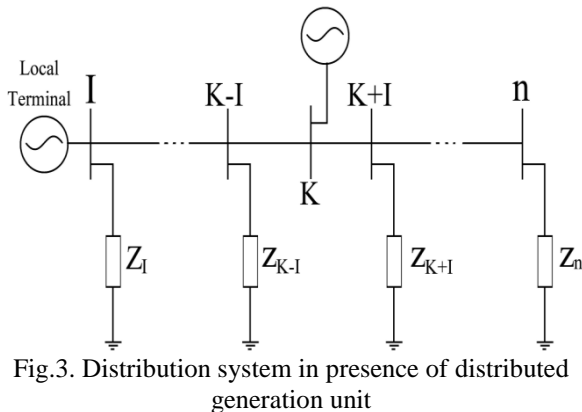 Local
Terminal
I
K-I
K
K+I
n
Z_I
Z_K-I
Z_K+I
Z_n
Fig.3. Distribution system in presence of distributed
generation unit